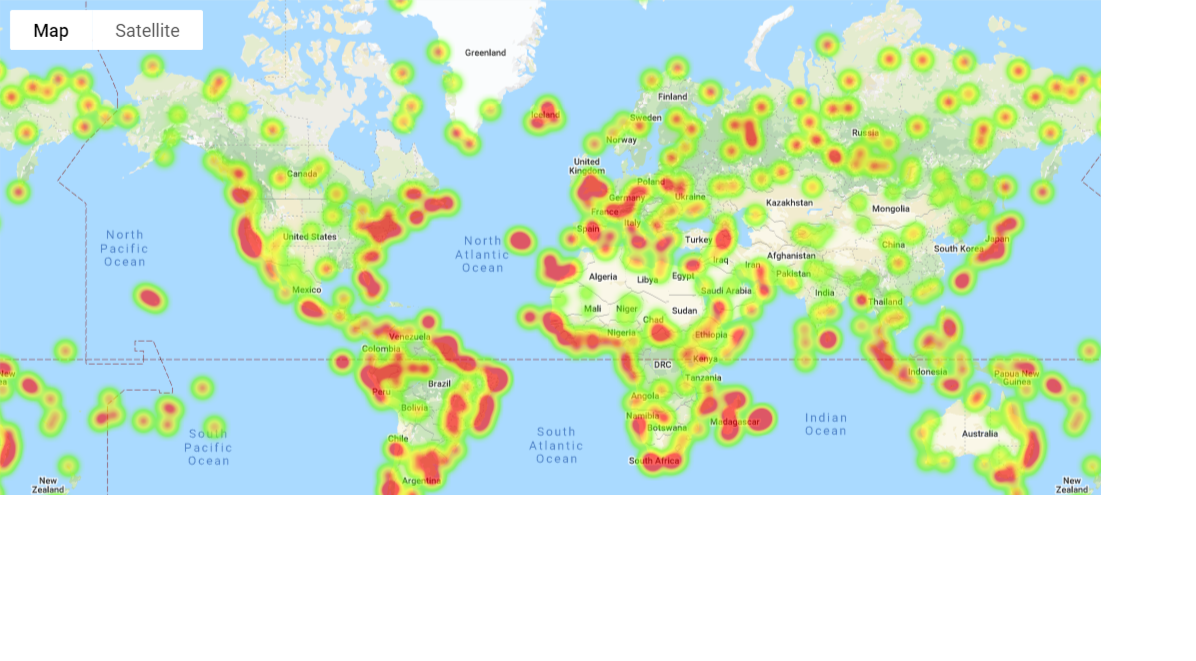 Map
Satellite
Greenland
Iceland
Finland
Sweden
Norway
Russia
United
Kingdom
Canada
Poland
Germany
Ukraine
Kazakhstan
Mongolia
France
Italy
Spain
Turkey
North
Pacific
Ocean
United States
North
Atlantic
Ocean
China
South Korea
Japan
Afghanistan
Iraq
Iran
Pakistan
Algeria
Libya
Egypt
Mexico
Saudi Arabia
India
Thailand
Mali
Niger
Sudan
Chad
Nigeria
Ethiopia
Venezuela
Colombia
DRC
Kenya
Indonesia
Papua New
Guinea
Tanzania
Brazil
Peru
Angola
Bolivia
Namibia
Botswana
Madagascar
Indian
Ocean
South
Pacific
Ocean
South
Atlantic
Ocean
Chile
Australia
South Africa
Argentina
New
Zealand
New
Zealand